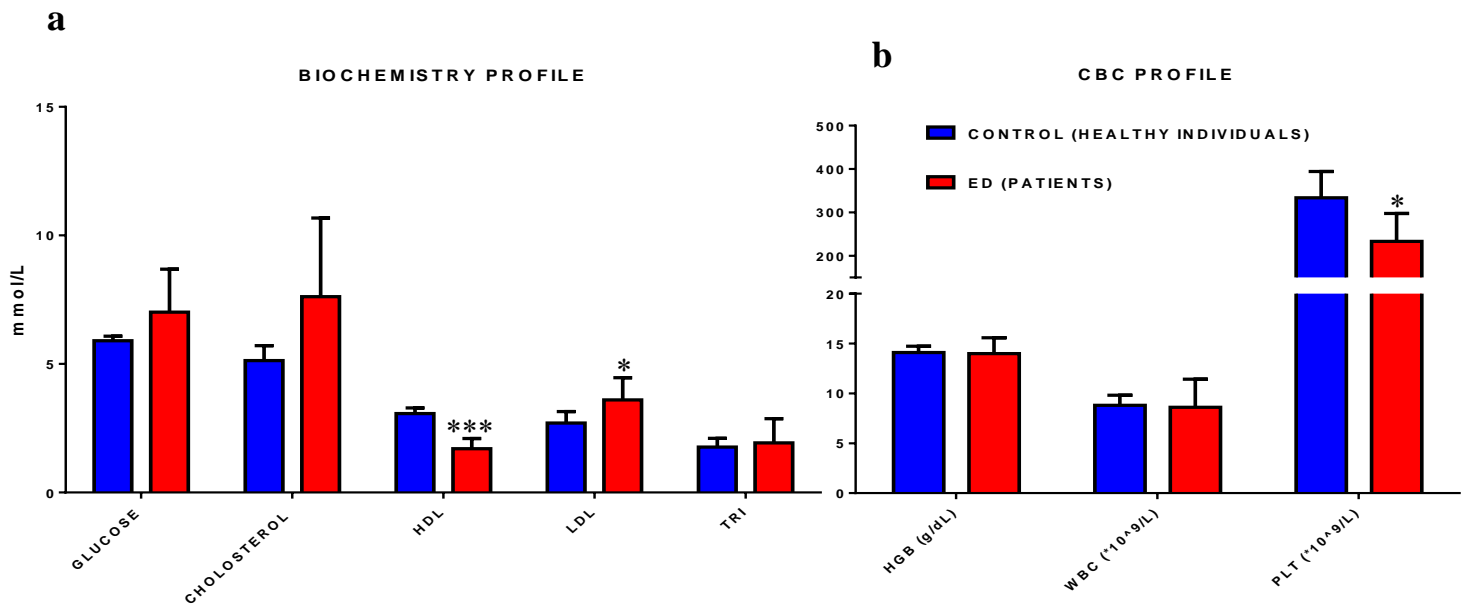 a
BIOCHEMISTRY PROFILE
15
10
5
0
mmol/L
***
*
GLUCOSE
CHOLOSTEROL
HDL
LDL
TRI
b
CBC PROFILE
CONTROL (HEALTHY INDIVIDUALS)
ED (PATIENTS)
500
400
300
200
20
15
10
5
0
*
HGB (g/dL)
WBC (*10^9/L)
PLT (*10^9/L)